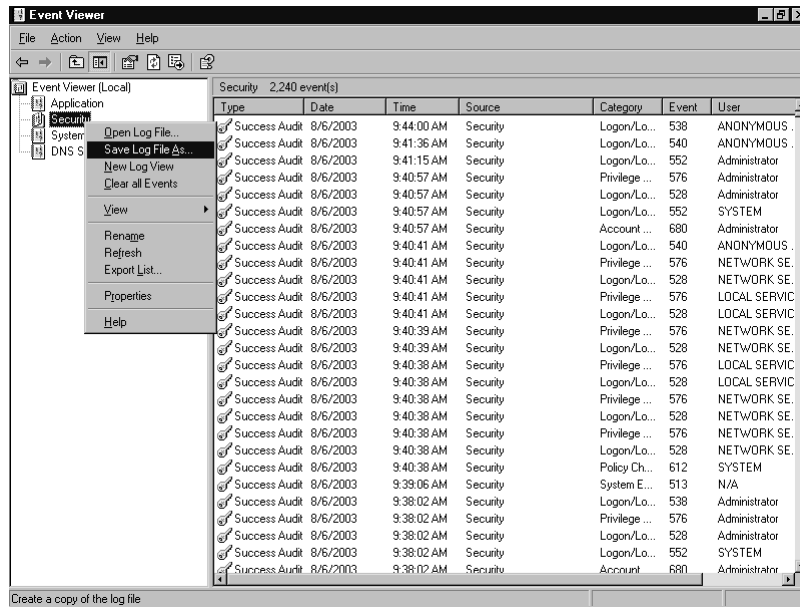 Event Viewer
File Action View Help
Event Viewer (Local)
Application
Security
System
DNS S
Open Log File...
Save Log File As...
New Log View
Clear all Events
View
Rename
Refresh
Export List...
Properties
Help
Security 2,240 event(s)
Type Date Time Source Category Event User
Success Audit 8/6/2003 9:44:00 AM Security Logon/Lo... 538 ANONYMOUS .
Success Audit 8/6/2003 9:41:36 AM Security Logon/Lo... 540 ANONYMOUS .
Success Audit 8/6/2003 9:41:15 AM Security Logon/Lo... 552 Administrator
Success Audit 8/6/2003 9:40:57 AM Security Privilege ... 576 Administrator
Success Audit 8/6/2003 9:40:57 AM Security Logon/Lo... 528 Administrator
Success Audit 8/6/2003 9:40:57 AM Security Logon/Lo... 552 SYSTEM
Success Audit 8/6/2003 9:40:57 AM Security Account ... 680 Administrator
Success Audit 8/6/2003 9:40:41 AM Security Logon/Lo... 540 ANONYMOUS .
Success Audit 8/6/2003 9:40:41 AM Security Privilege ... 576 NETWORK SE.
Success Audit 8/6/2003 9:40:41 AM Security Logon/Lo... 528 NETWORK SE.
Success Audit 8/6/2003 9:40:41 AM Security Privilege ... 576 LOCAL SERVIC
Success Audit 8/6/2003 9:40:41 AM Security Logon/Lo... 528 LOCAL SERVIC
Success Audit 8/6/2003 9:40:39 AM Security Privilege ... 576 NETWORK SE.
Success Audit 8/6/2003 9:40:39 AM Security Logon/Lo... 528 NETWORK SE.
Success Audit 8/6/2003 9:40:38 AM Security Privilege ... 576 LOCAL SERVIC
Success Audit 8/6/2003 9:40:38 AM Security Logon/Lo... 528 LOCAL SERVIC
Success Audit 8/6/2003 9:40:38 AM Security Privilege ... 576 NETWORK SE.
Success Audit 8/6/2003 9:40:38 AM Security Logon/Lo... 528 NETWORK SE.
Success Audit 8/6/2003 9:40:38 AM Security Privilege ... 576 NETWORK SE.
Success Audit 8/6/2003 9:40:38 AM Security Logon/Lo... 528 NETWORK SE.
Success Audit 8/6/2003 9:40:38 AM Security Policy Ch... 612 SYSTEM
Success Audit 8/6/2003 9:39:06 AM Security System E... 513 N/A
Success Audit 8/6/2003 9:38:02 AM Security Logon/Lo... 538 Administrator
Success Audit 8/6/2003 9:38:02 AM Security Privilege ... 576 Administrator
Success Audit 8/6/2003 9:38:02 AM Security Logon/Lo... 528 Administrator
Success Audit 8/6/2003 9:38:02 AM Security Logon/Lo... 552 SYSTEM
Success Audit 8/6/2003 9:38:02 AM Security Account 680 Administrator
Create a copy of the log file